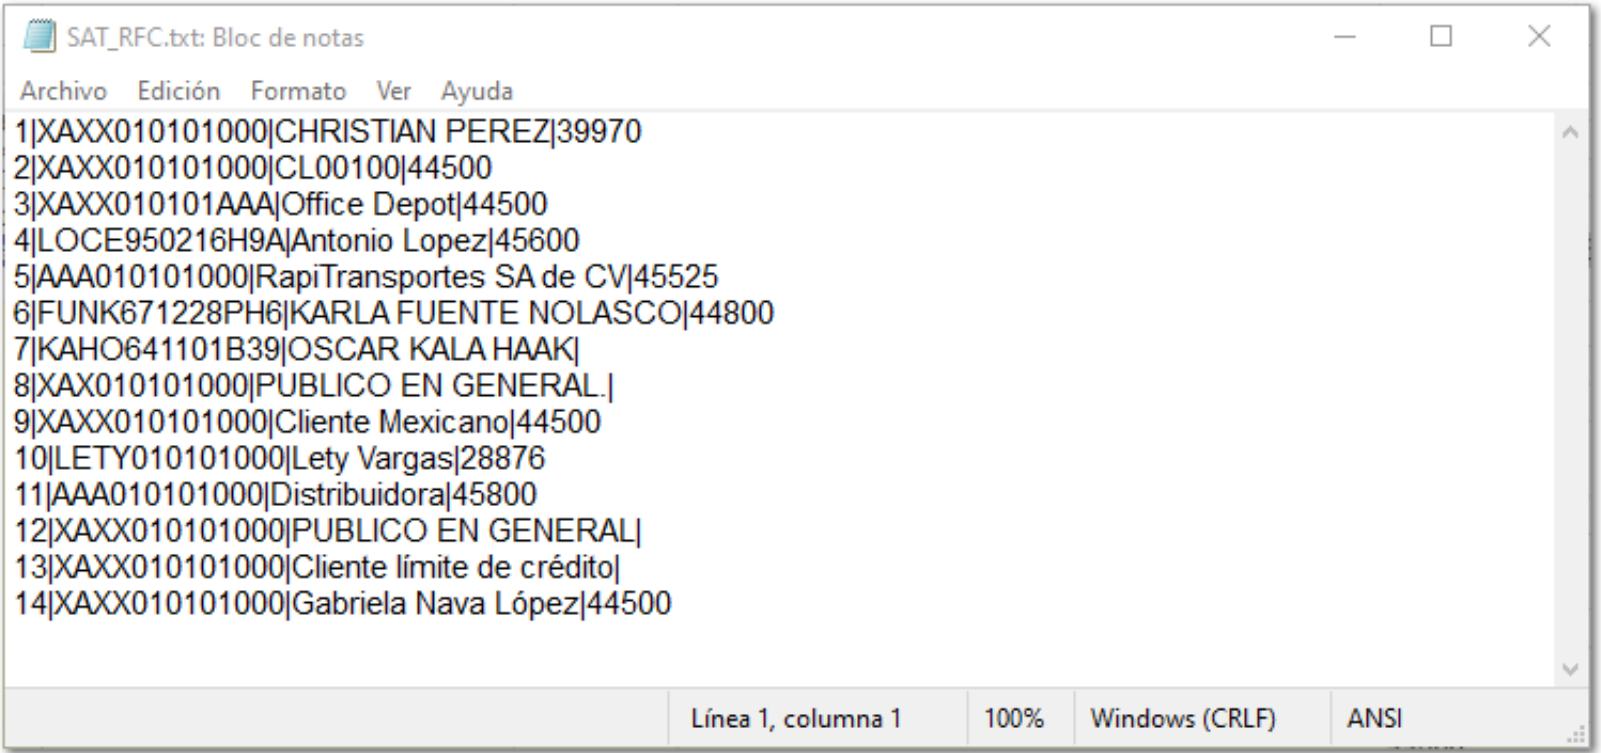 SAT_RFC.txt: Bloc de notas
Archivo Edición Formato Ver Ayuda
1|XAXX010101000|CHRISTIAN PEREZ|39970
2|XAXX010101000|CL00100|44500
3|XAXX010101AAA|Office Depot|44500
4|LOCE950216H9A|Antonio Lopez|45600
5|AAA010101000|RapiTransportes SA de CV|45525
6|FUNK671228PH6|KARLA FUENTE NOLASCO|44800
7|KAHO641101B39|OSCAR KALA HAAK|
8|XAX010101000|PUBLICO EN GENERAL.|
9|XAXX010101000|Cliente Mexicano|44500
10|LETY010101000|Lety Vargas|28876
11|AAA010101000|Distribuidora|45800
12|XAXX010101000|PUBLICO EN GENERAL|
13|XAXX010101000|Cliente límite de crédito|
14|XAXX010101000|Gabriela Nava López|44500
Línea 1, columna 1 100% Windows (CRLF) ANSI